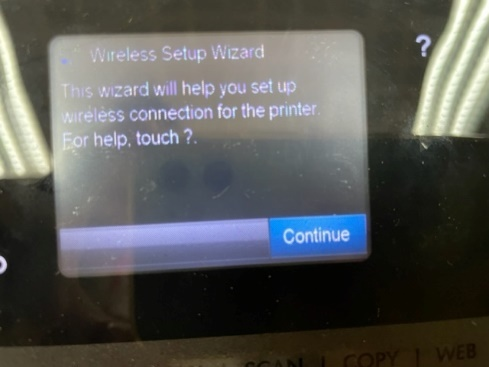 Wireless Setup Wizard
?
This wizard will help you set up
wireless connection for the printer.
For help, touch ?.
Continue
SCAN | COPY | WEB